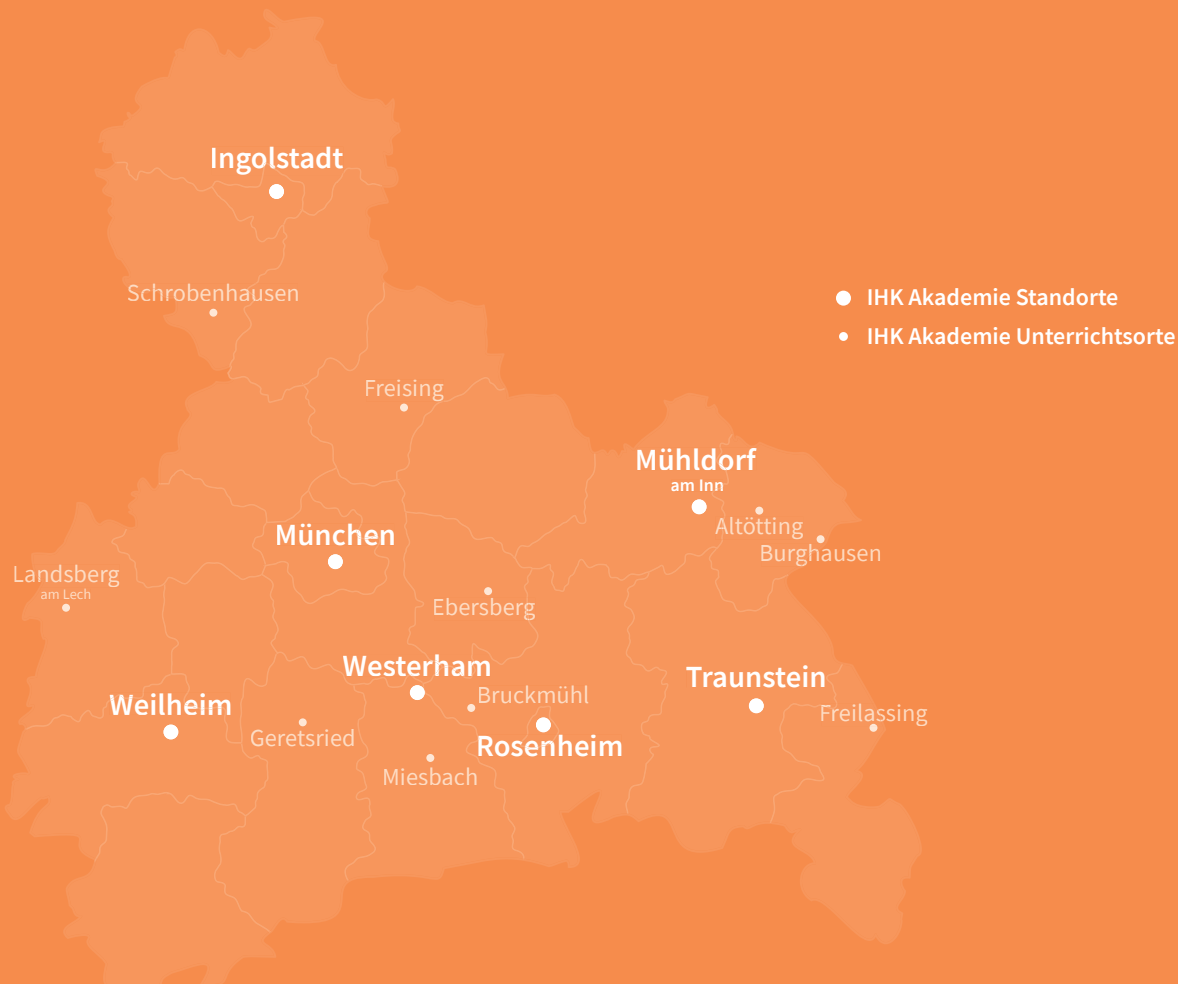 Ingolstadt
Schrobenhausen
IHK Akademie Standorte
IHK Akademie Unterrichtsorte
Freising
Mühldorf
am Inn
Altötting
München
Burghausen
Landsberg
am Lech
Ebersberg
Westerham
Traunstein
Bruckmühl
Weilheim
Freilassing
Geretsried
Rosenheim
Miesbach